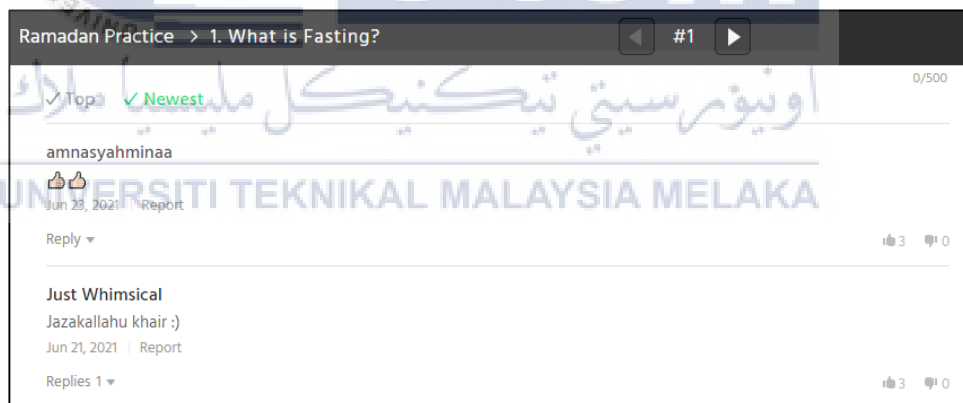 Ramadan Practice > 1. What is Fasting?
#1
0/500
✓ Top ✓ Newest
اونيۏرسيتي تيكنيكل مليسيا ملاك
amnasyahminaa
👍👍
UNIVERSITI TEKNIKAL MALAYSIA MELAKA
Jun 23, 2021 | Report
Reply ▾
3 0
Just Whimsical
Jazakallahu khair :)
Jun 21, 2021 | Report
Replies 1 ▾
3 0